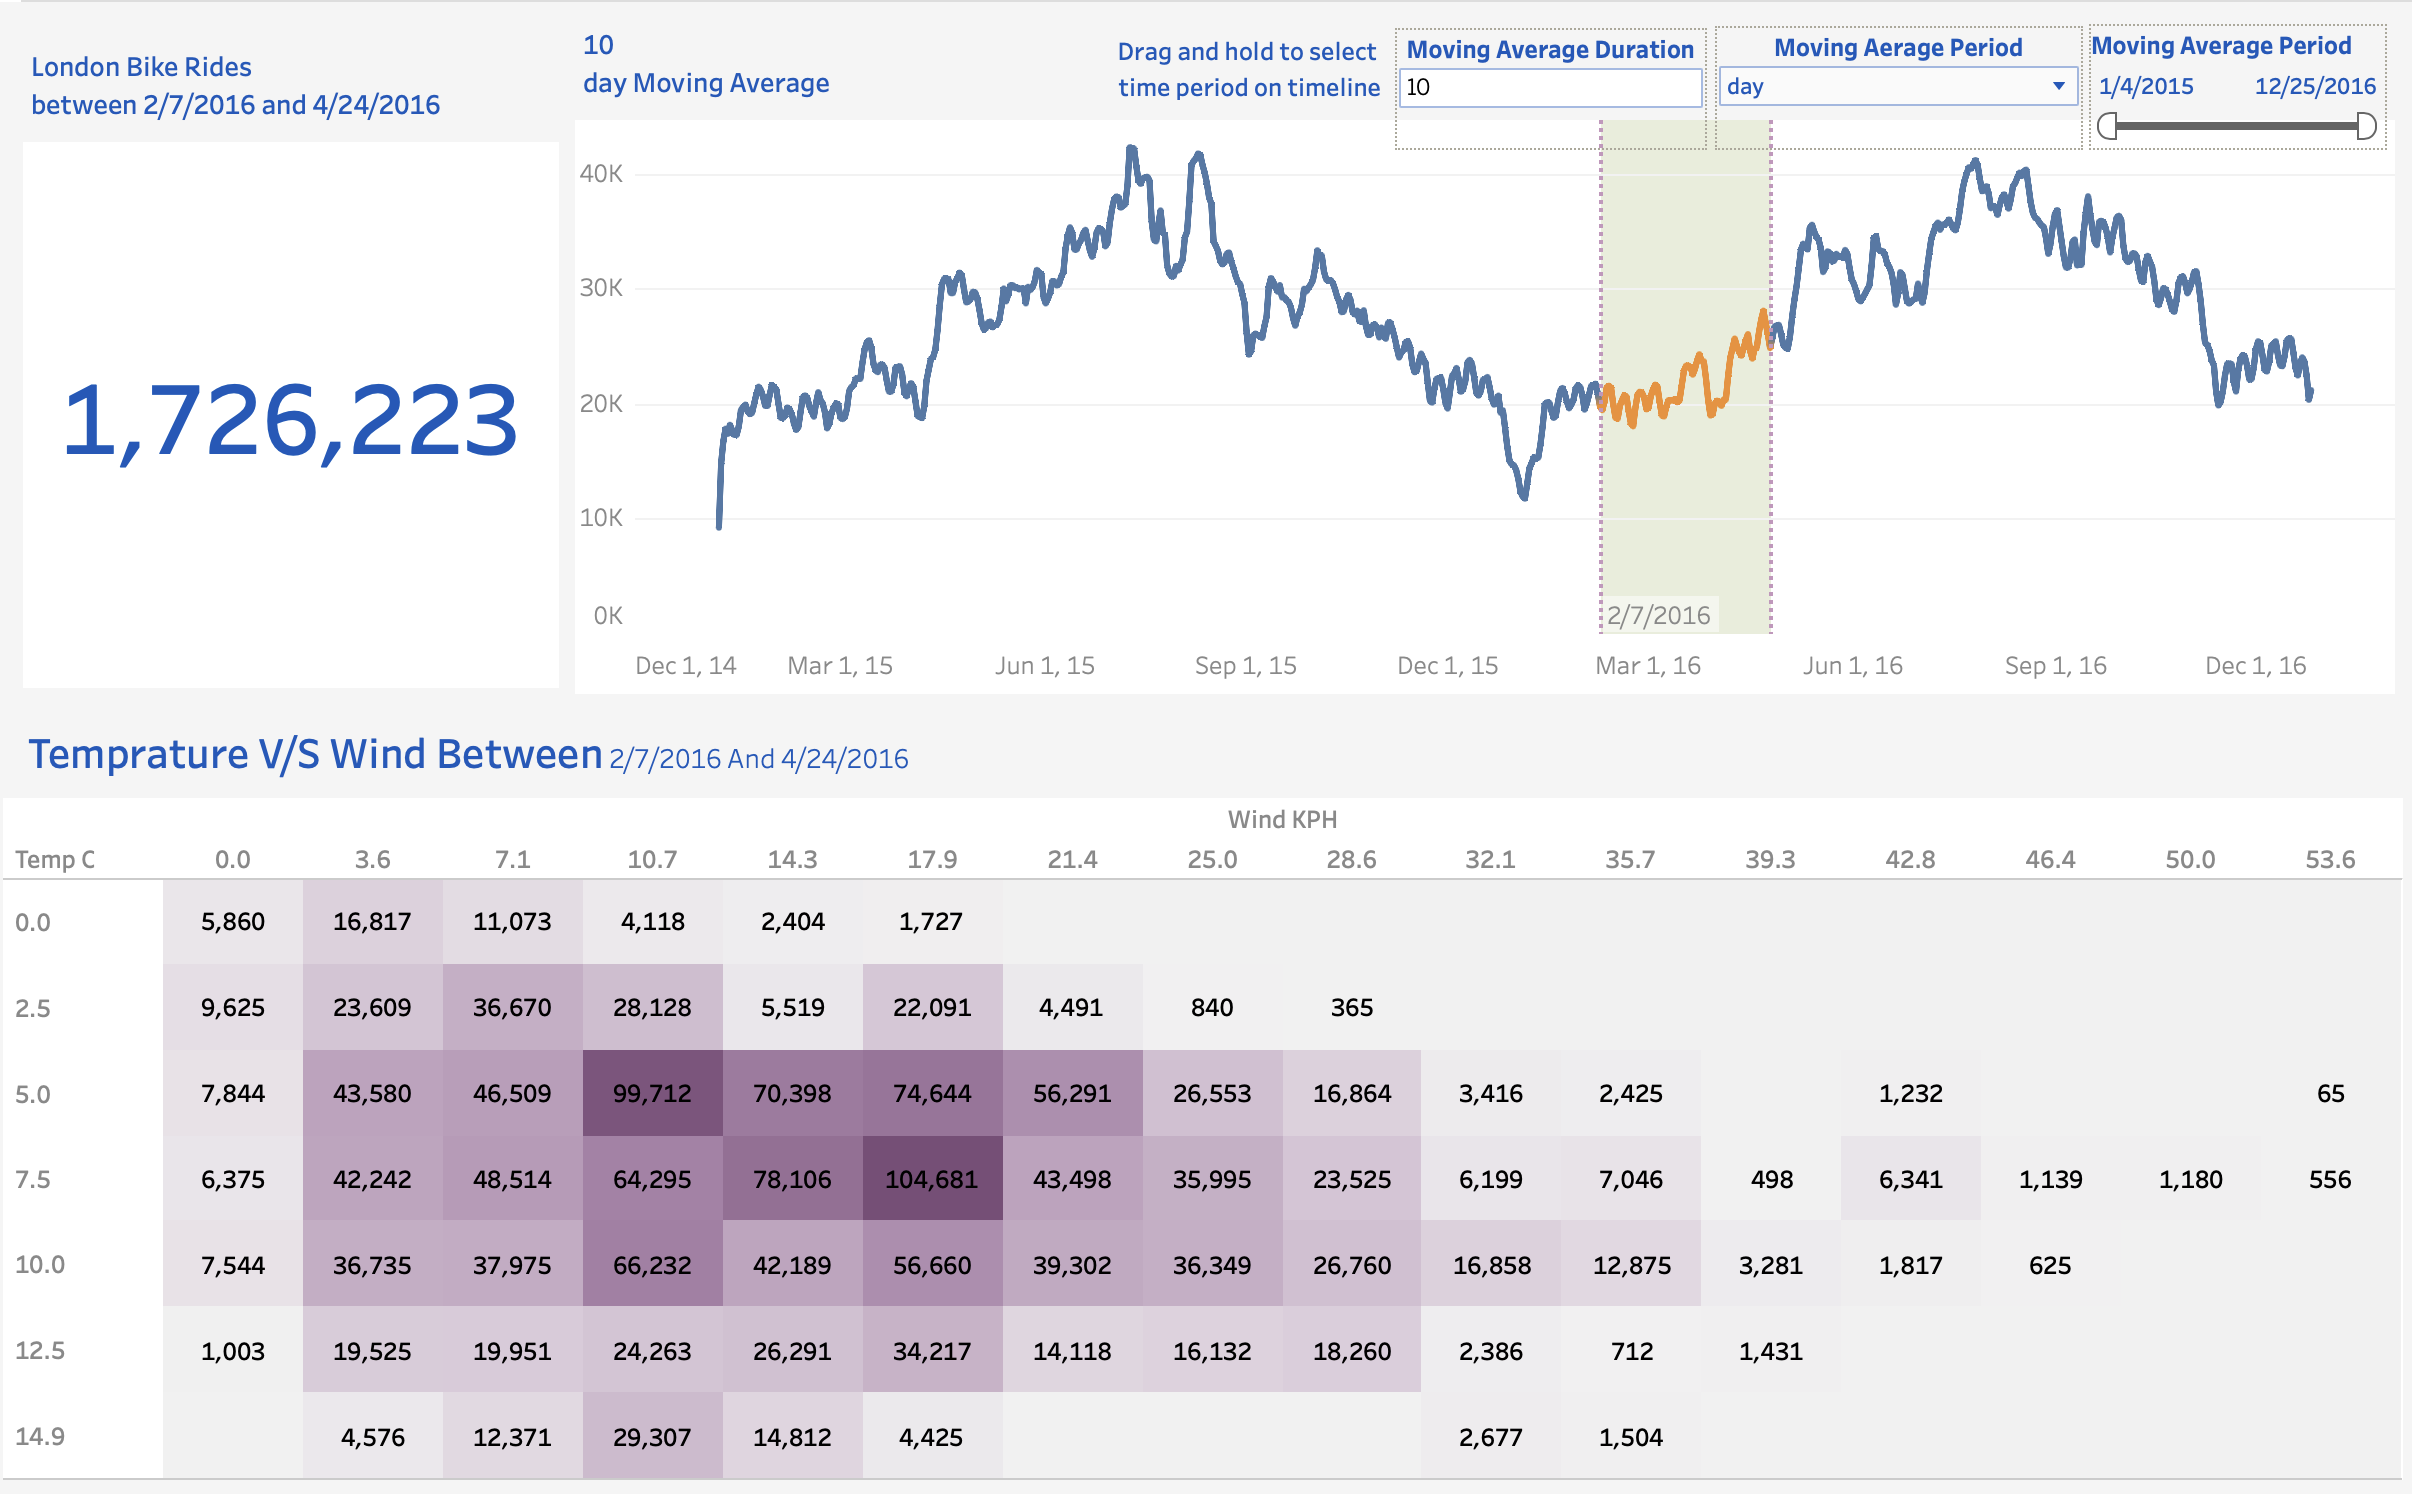 London Bike Rides
between 2/7/2016 and 4/24/2016
1,726,223
10
day Moving Average
Drag and hold to select
time period on timeline
Moving Average Duration
10
Moving Aerage Period
day
Moving Average Period
1/4/2015 12/25/2016
40K
30K
20K
10K
0K
2/7/2016
Dec 1, 14 Mar 1, 15 Jun 1, 15 Sep 1, 15 Dec 1, 15 Mar 1, 16 Jun 1, 16 Sep 1, 16 Dec 1, 16
Temprature V/S Wind Between 2/7/2016 And 4/24/2016
Wind KPH
Temp C 0.0 3.6 7.1 10.7 14.3 17.9 21.4 25.0 28.6 32.1 35.7 39.3 42.8 46.4 50.0 53.6
0.0 5,860 16,817 11,073 4,118 2,404 1,727
2.5 9,625 23,609 36,670 28,128 5,519 22,091 4,491 840 365
5.0 7,844 43,580 46,509 99,712 70,398 74,644 56,291 26,553 16,864 3,416 2,425 1,232 65
7.5 6,375 42,242 48,514 64,295 78,106 104,681 43,498 35,995 23,525 6,199 7,046 498 6,341 1,139 1,180 556
10.0 7,544 36,735 37,975 66,232 42,189 56,660 39,302 36,349 26,760 16,858 12,875 3,281 1,817 625
12.5 1,003 19,525 19,951 24,263 26,291 34,217 14,118 16,132 18,260 2,386 712 1,431
14.9 4,576 12,371 29,307 14,812 4,425 2,677 1,504